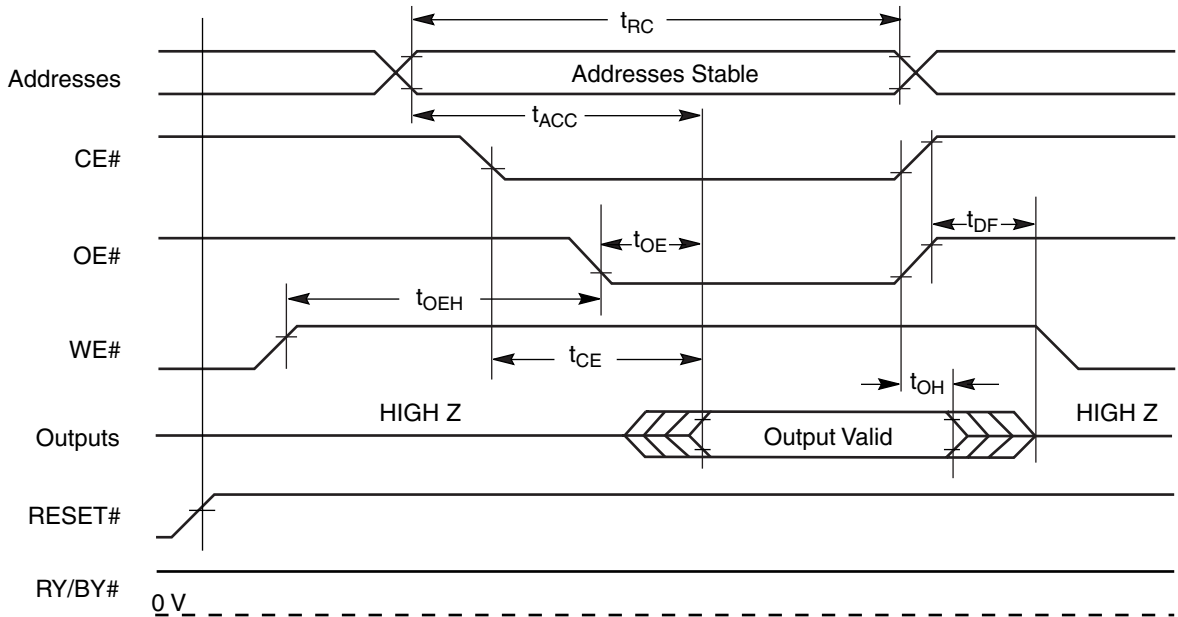 tRC
Addresses
Addresses Stable
tACC
CE#
tDF
OE#
tOE
tOEH
WE#
tCE
tOH
HIGH Z
HIGH Z
Outputs
Output Valid
RESET#
RY/BY#
0 V